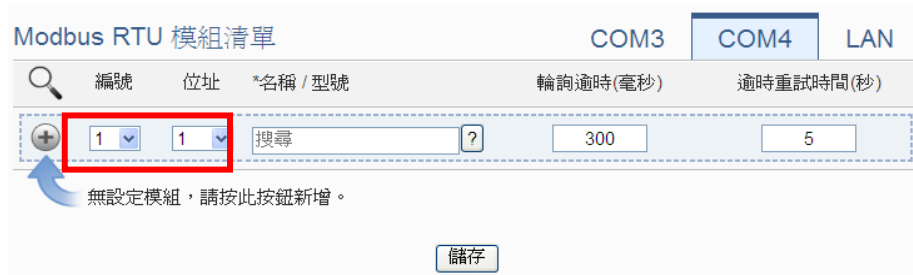 Modbus RTU 模組清單 COM3 COM4 LAN
編號 位址 *名稱 / 型號 輪詢逾時(毫秒) 逾時重試時間(秒)
1 1 搜尋 ? 300 5
無設定模組，請按此按鈕新增。
儲存